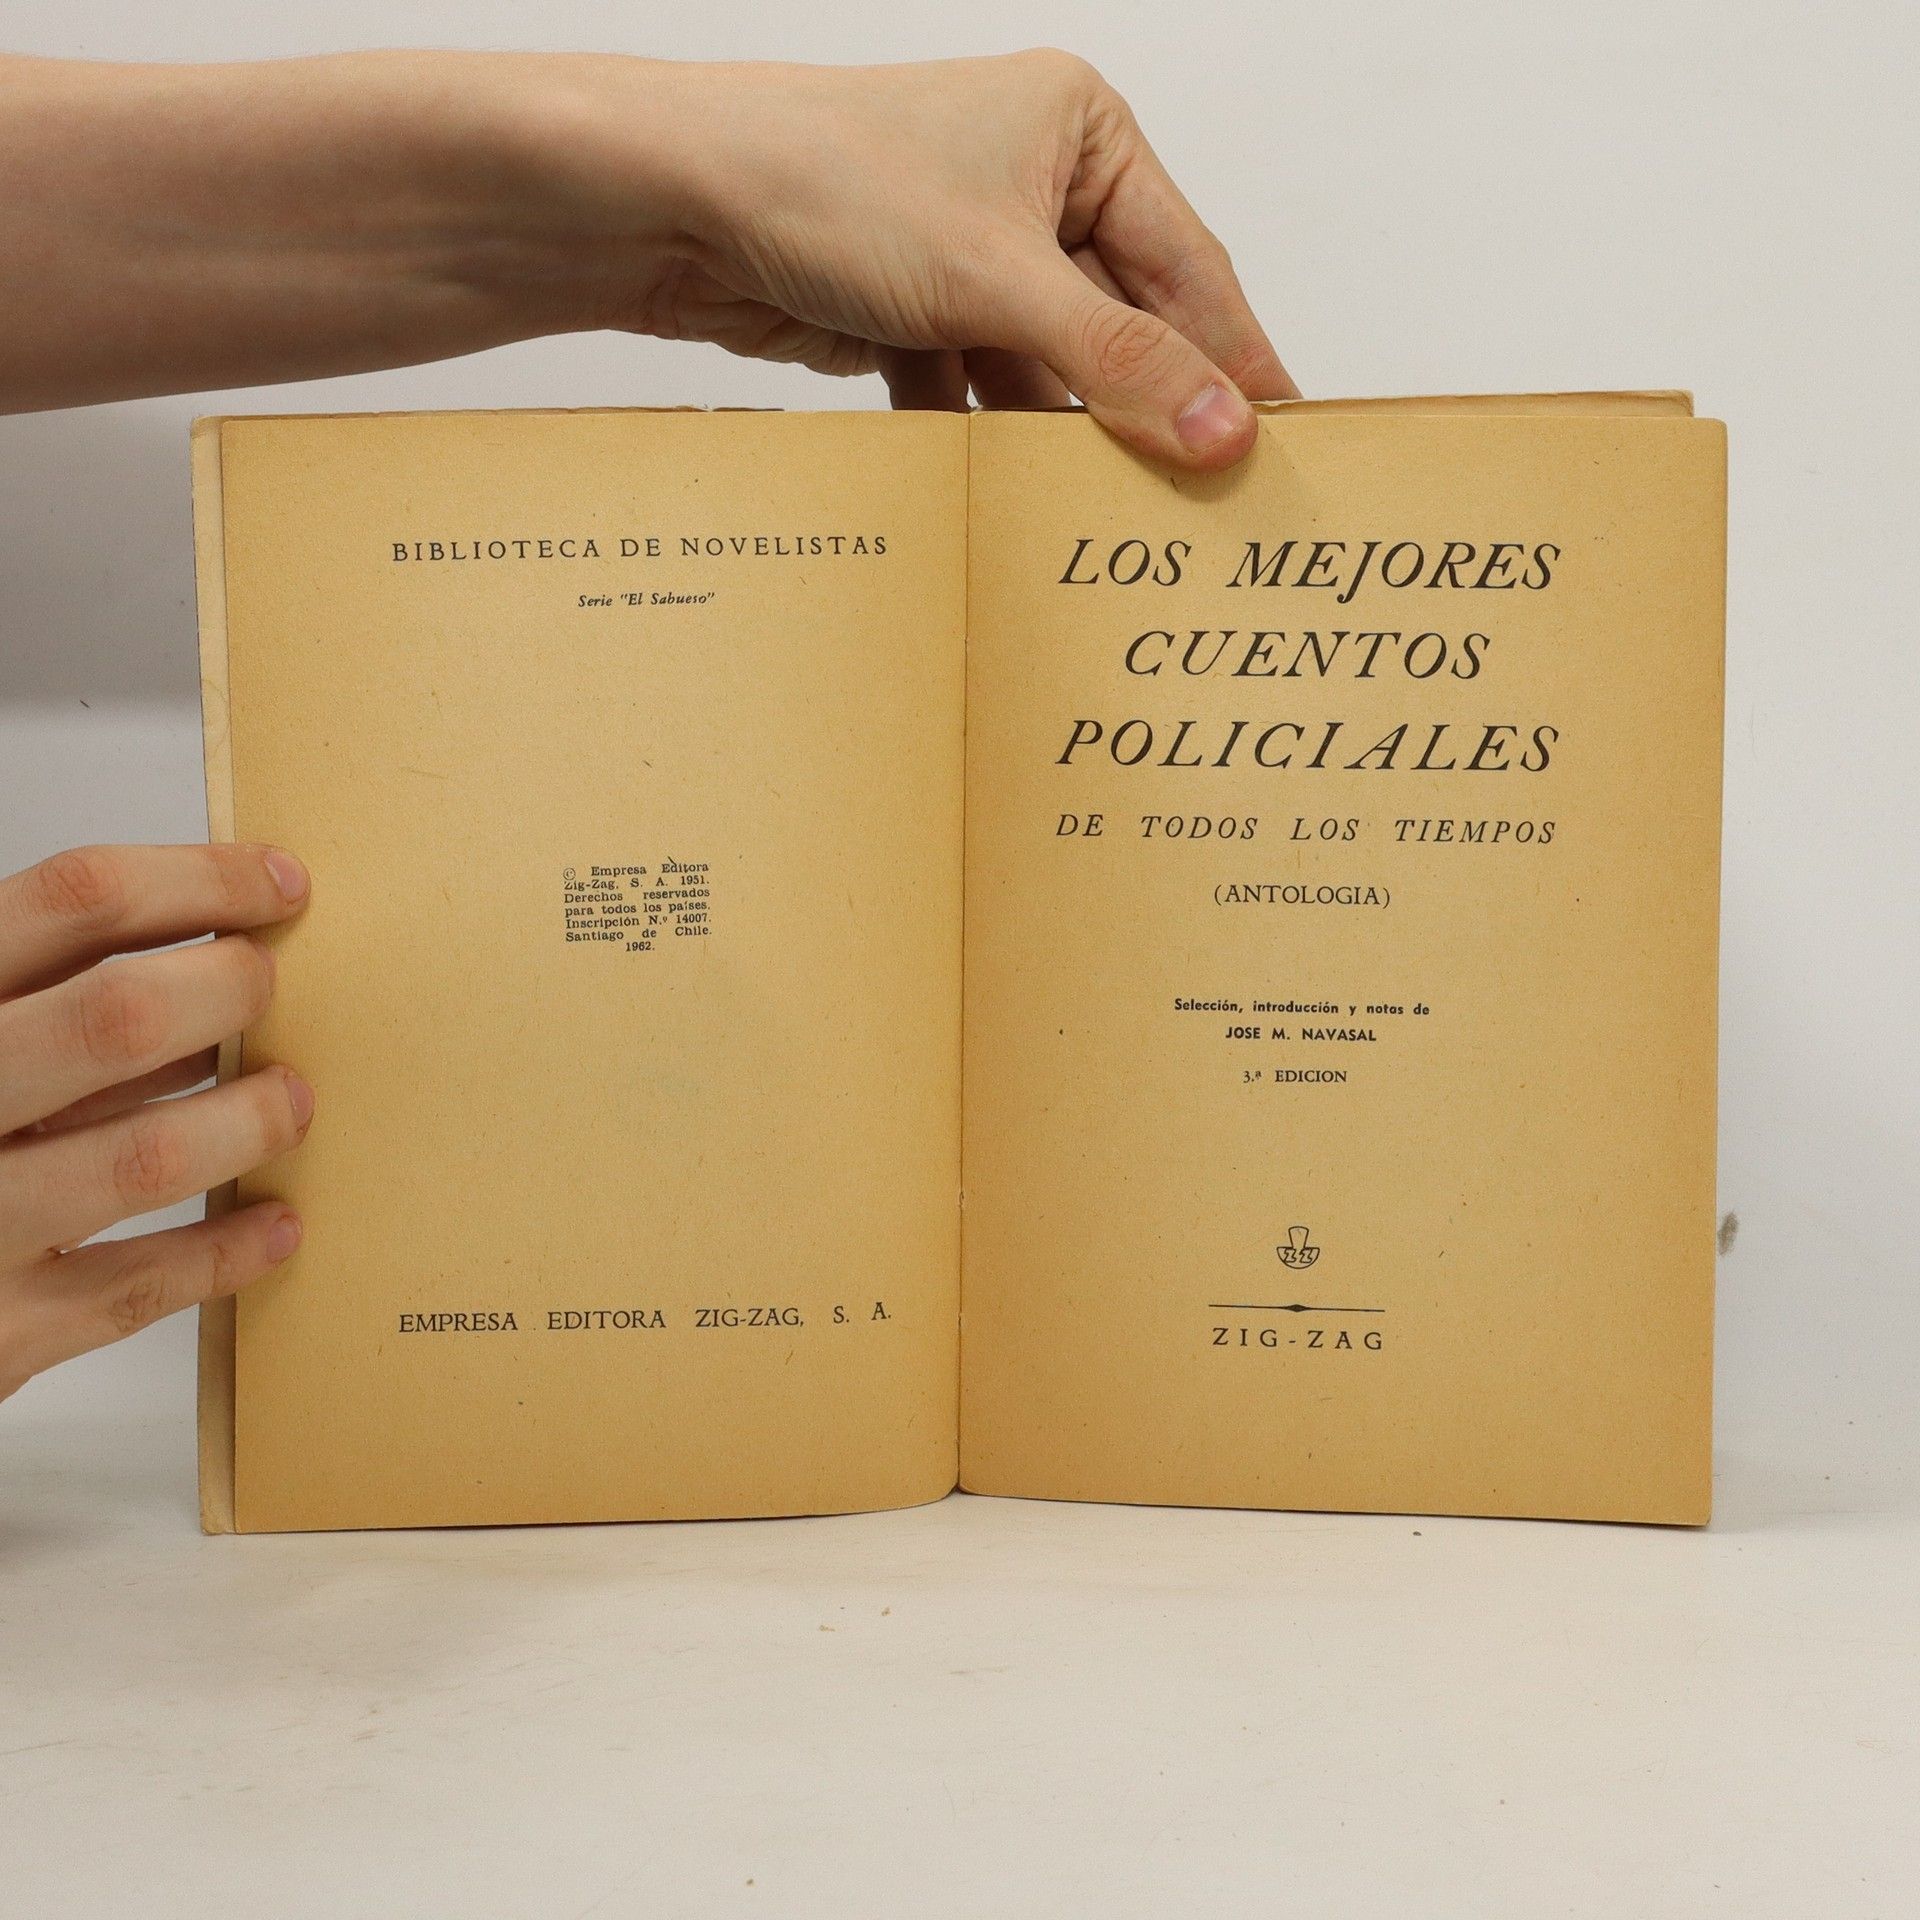 BIBLIOTECA DE NOVELISTAS
Serie "El Sabueso"
© Empresa Editora
Zig-Zag, S. A. 1951.
Derechos reservados
para todos los países.
Inscripción N.º 14007.
Santiago de Chile.
1962.
EMPRESA EDITORA ZIG-ZAG, S. A.
LOS MEJORES
CUENTOS
POLICIALES
DE TODOS LOS TIEMPOS
(ANTOLOGIA)
Selección, introducción y notas de
JOSE M. NAVASAL
3.ª EDICION
ZZ
ZIG-ZAG